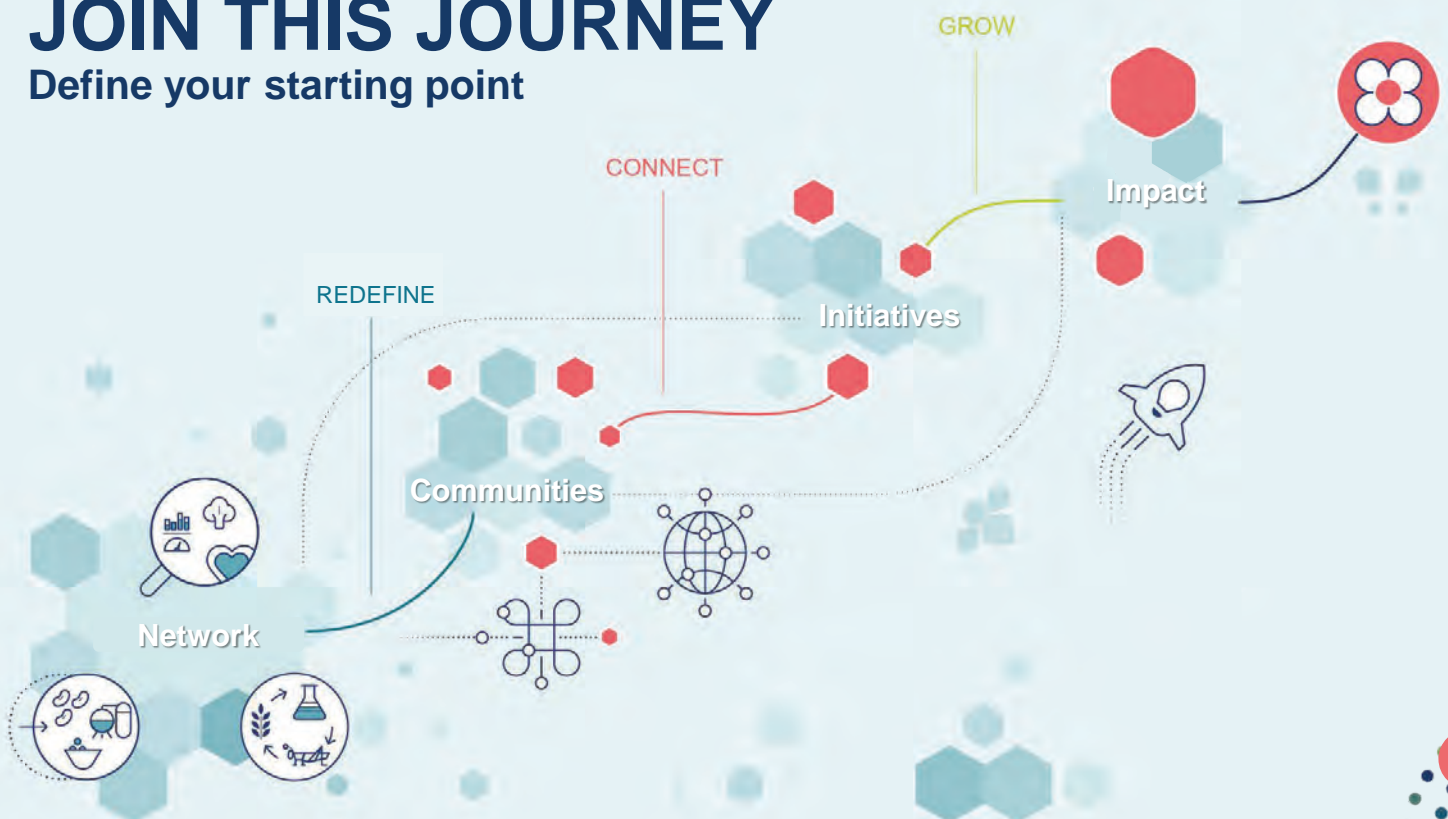 JOIN THIS JOURNEY
Define your starting point
GROW
CONNECT
Impact
REDEFINE
Initiatives
Communities
Network